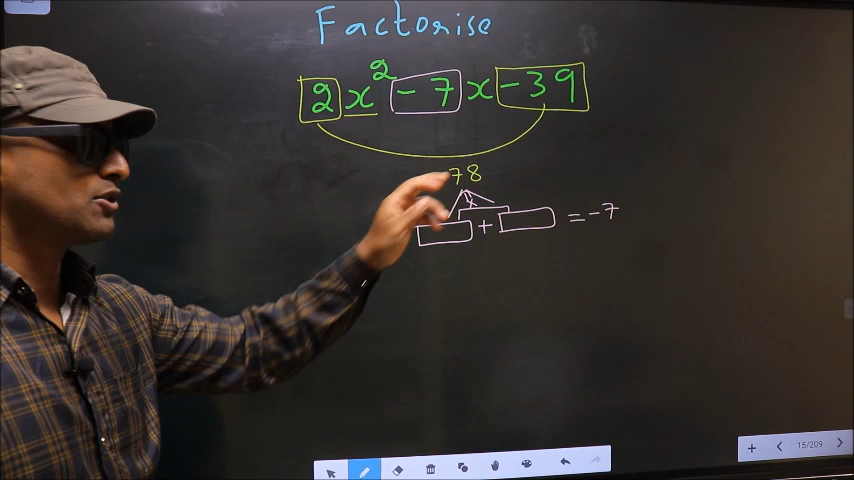 Factorise
2x² - 7x - 39
78
+ = -7
15/209